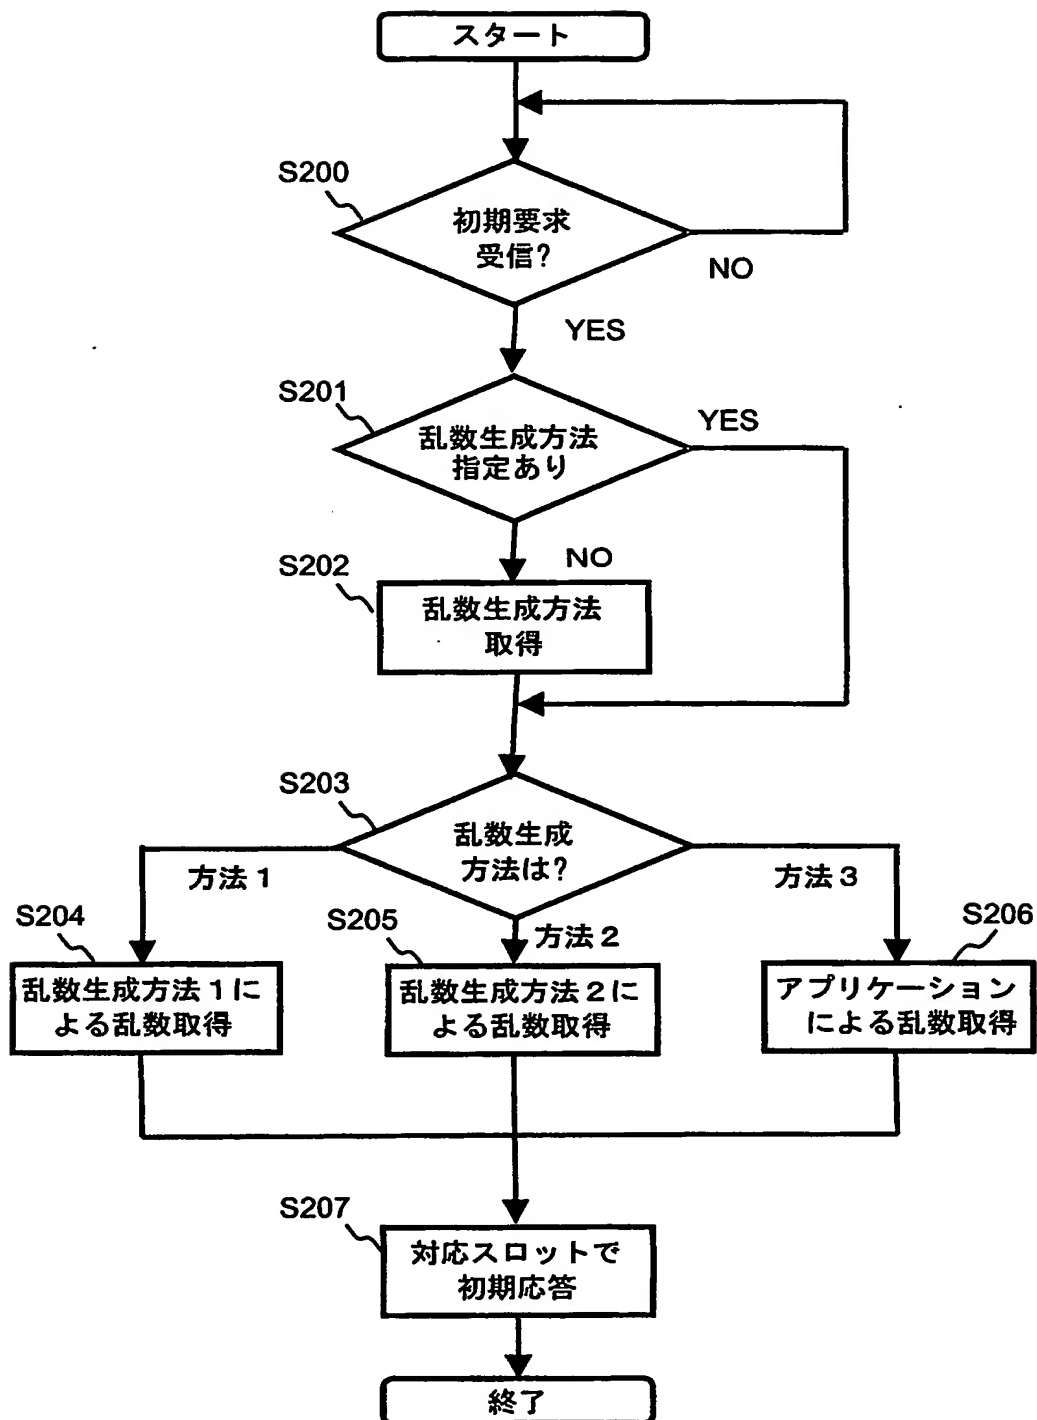 スタート
S200
初期要求
受信?
NO
YES
S201
乱数生成方法
指定あり
YES
NO
S202
乱数生成方法
取得
S203
乱数生成
方法は?
方法1
方法2
方法3
S204
乱数生成方法1に
よる乱数取得
S205
乱数生成方法2に
よる乱数取得
S206
アプリケーション
による乱数取得
S207
対応スロットで
初期応答
終了